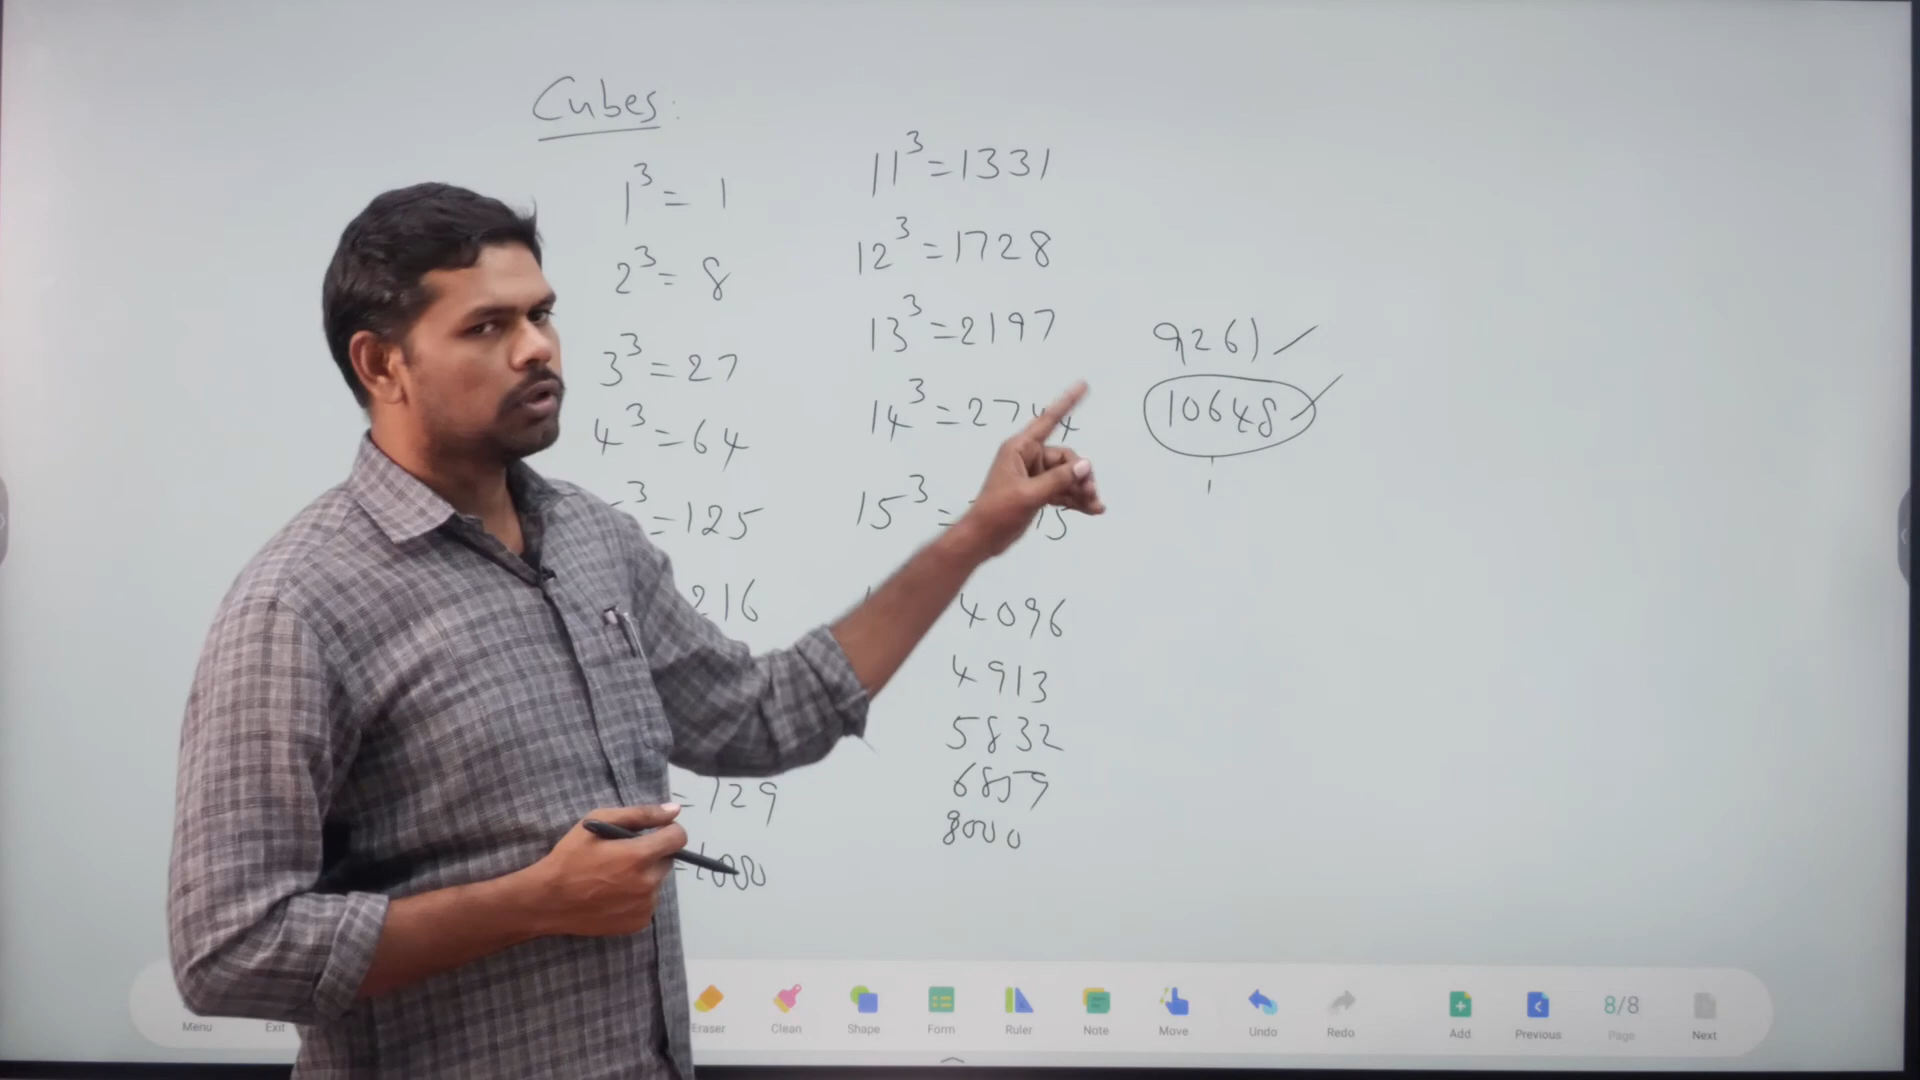 Cubes:
1³ = 1
2³ = 8
3³ = 27
4³ = 64
³ = 125
216
= 729
= 1000
11³ = 1331
12³ = 1728
13³ = 2197
14³ = 2744
15³ =
4096
4913
5832
6859
8000
9261 ✓
10648 ✓
Menu
Exit
Eraser
Clean
Shape
Form
Ruler
Note
Move
Undo
Redo
Add
Previous
8/8
Page
Next